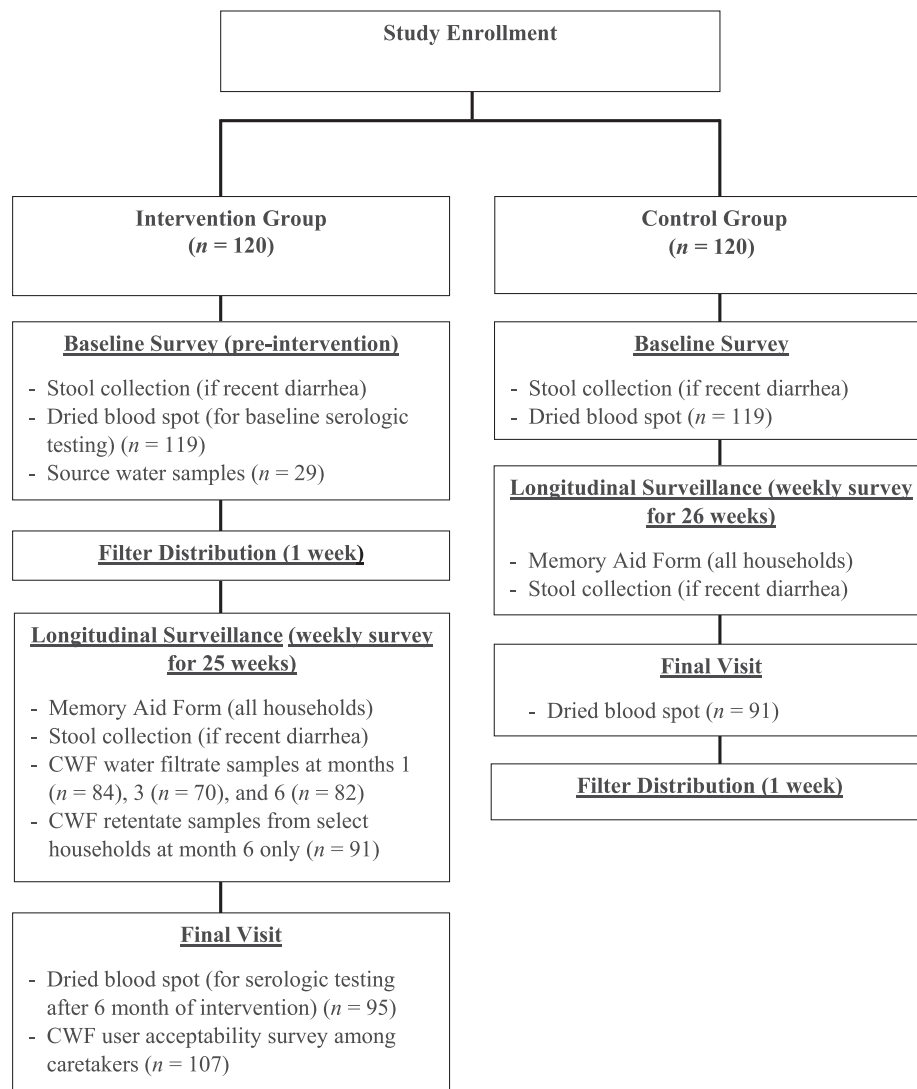 Study Enrollment
Intervention Group
(n = 120)
Baseline Survey (pre-intervention)
- Stool collection (if recent diarrhea)
- Dried blood spot (for baseline serologic
testing) (n = 119)
- Source water samples (n = 29)
Filter Distribution (1 week)
Longitudinal Surveillance (weekly survey
for 25 weeks)
- Memory Aid Form (all households)
- Stool collection (if recent diarrhea)
- CWF water filtrate samples at months 1
(n = 84), 3 (n = 70), and 6 (n = 82)
- CWF retentate samples from select
households at month 6 only (n = 91)
Final Visit
- Dried blood spot (for serologic testing
after 6 month of intervention) (n = 95)
- CWF user acceptability survey among
caretakers (n = 107)
Control Group
(n = 120)
Baseline Survey
- Stool collection (if recent diarrhea)
- Dried blood spot (n = 119)
Longitudinal Surveillance (weekly survey
for 26 weeks)
- Memory Aid Form (all households)
- Stool collection (if recent diarrhea)
Final Visit
- Dried blood spot (n = 91)
Filter Distribution (1 week)